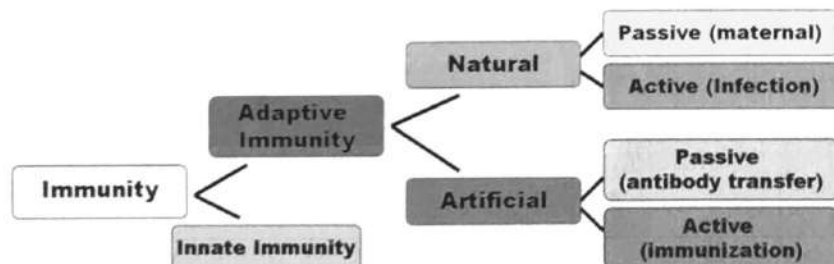 Passive (maternal)
Natural
Active (Infection)
Adaptive
Immunity
Passive
(antibody transfer)
Immunity
Artificial
Innate Immunity
Active
(immunization)